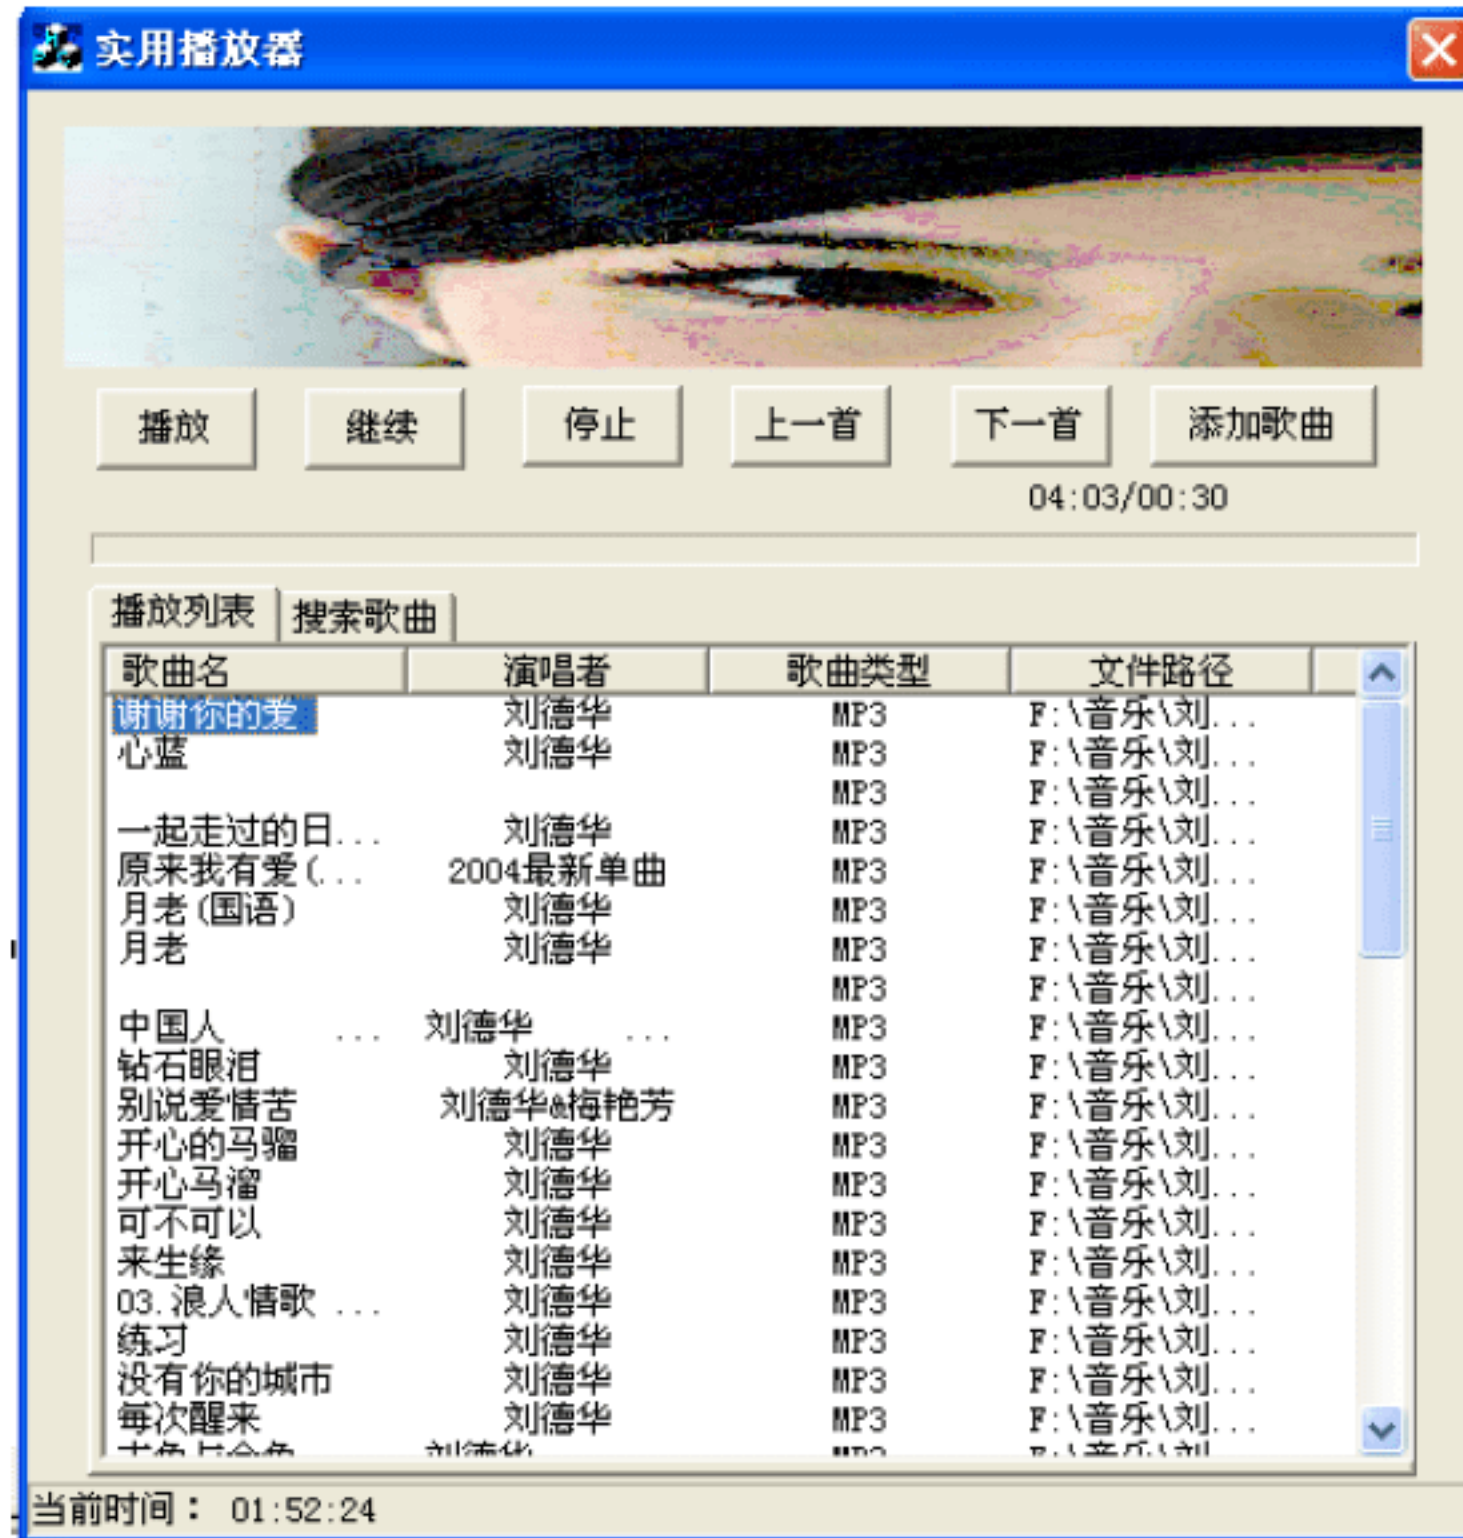 实用播放器
播放 继续 停止 上一首 下一首 添加歌曲
04:03/00:30
播放列表 搜索歌曲
歌曲名 演唱者 歌曲类型 文件路径
谢谢你的爱 刘德华 MP3 F:\音乐\刘...
心蓝 刘德华 MP3 F:\音乐\刘...
MP3 F:\音乐\刘...
一起走过的日... 刘德华 MP3 F:\音乐\刘...
原来我有爱(... 2004最新单曲 MP3 F:\音乐\刘...
月老(国语) 刘德华 MP3 F:\音乐\刘...
月老 刘德华 MP3 F:\音乐\刘...
MP3 F:\音乐\刘...
中国人 ... 刘德华 ... MP3 F:\音乐\刘...
钻石眼泪 刘德华 MP3 F:\音乐\刘...
别说爱情苦 刘德华&梅艳芳 MP3 F:\音乐\刘...
开心的马骝 刘德华 MP3 F:\音乐\刘...
开心马溜 刘德华 MP3 F:\音乐\刘...
可不可以 刘德华 MP3 F:\音乐\刘...
来生缘 刘德华 MP3 F:\音乐\刘...
03.浪人情歌 ... 刘德华 MP3 F:\音乐\刘...
练习 刘德华 MP3 F:\音乐\刘...
没有你的城市 刘德华 MP3 F:\音乐\刘...
每次醒来 刘德华 MP3 F:\音乐\刘...
刘德华 MP3 F:\音乐\刘...
当前时间： 01:52:24